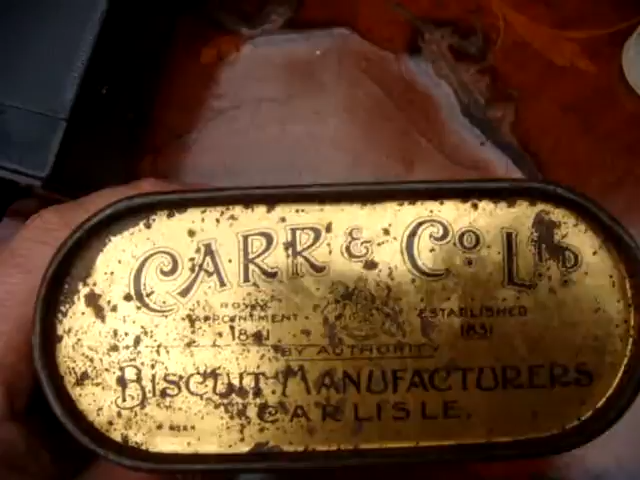 CARR & Co LTD
ROYAL APPOINTMENT 1841
ESTABLISHED 1831
BY AUTHORITY
BISCUIT MANUFACTURERS
CARLISLE.